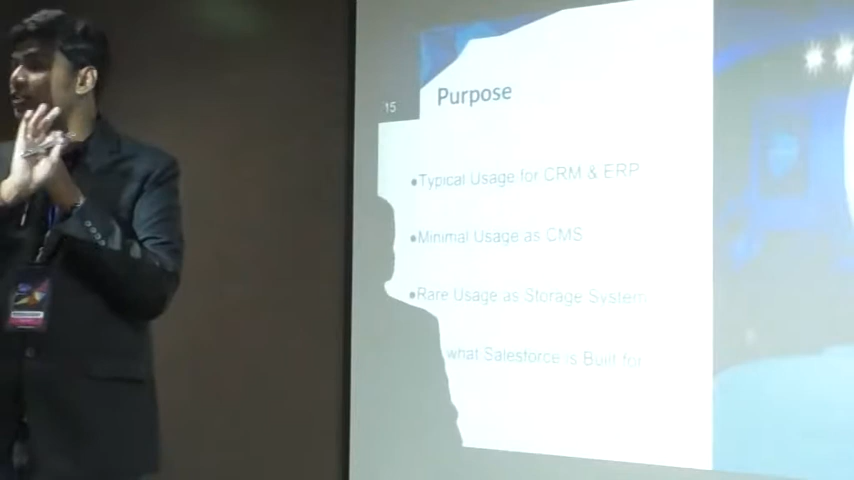 15
Purpose
•Typical Usage for CRM & ERP
•Minimal Usage as CMS
•Rare Usage as Storage System
what Salesforce is Built for